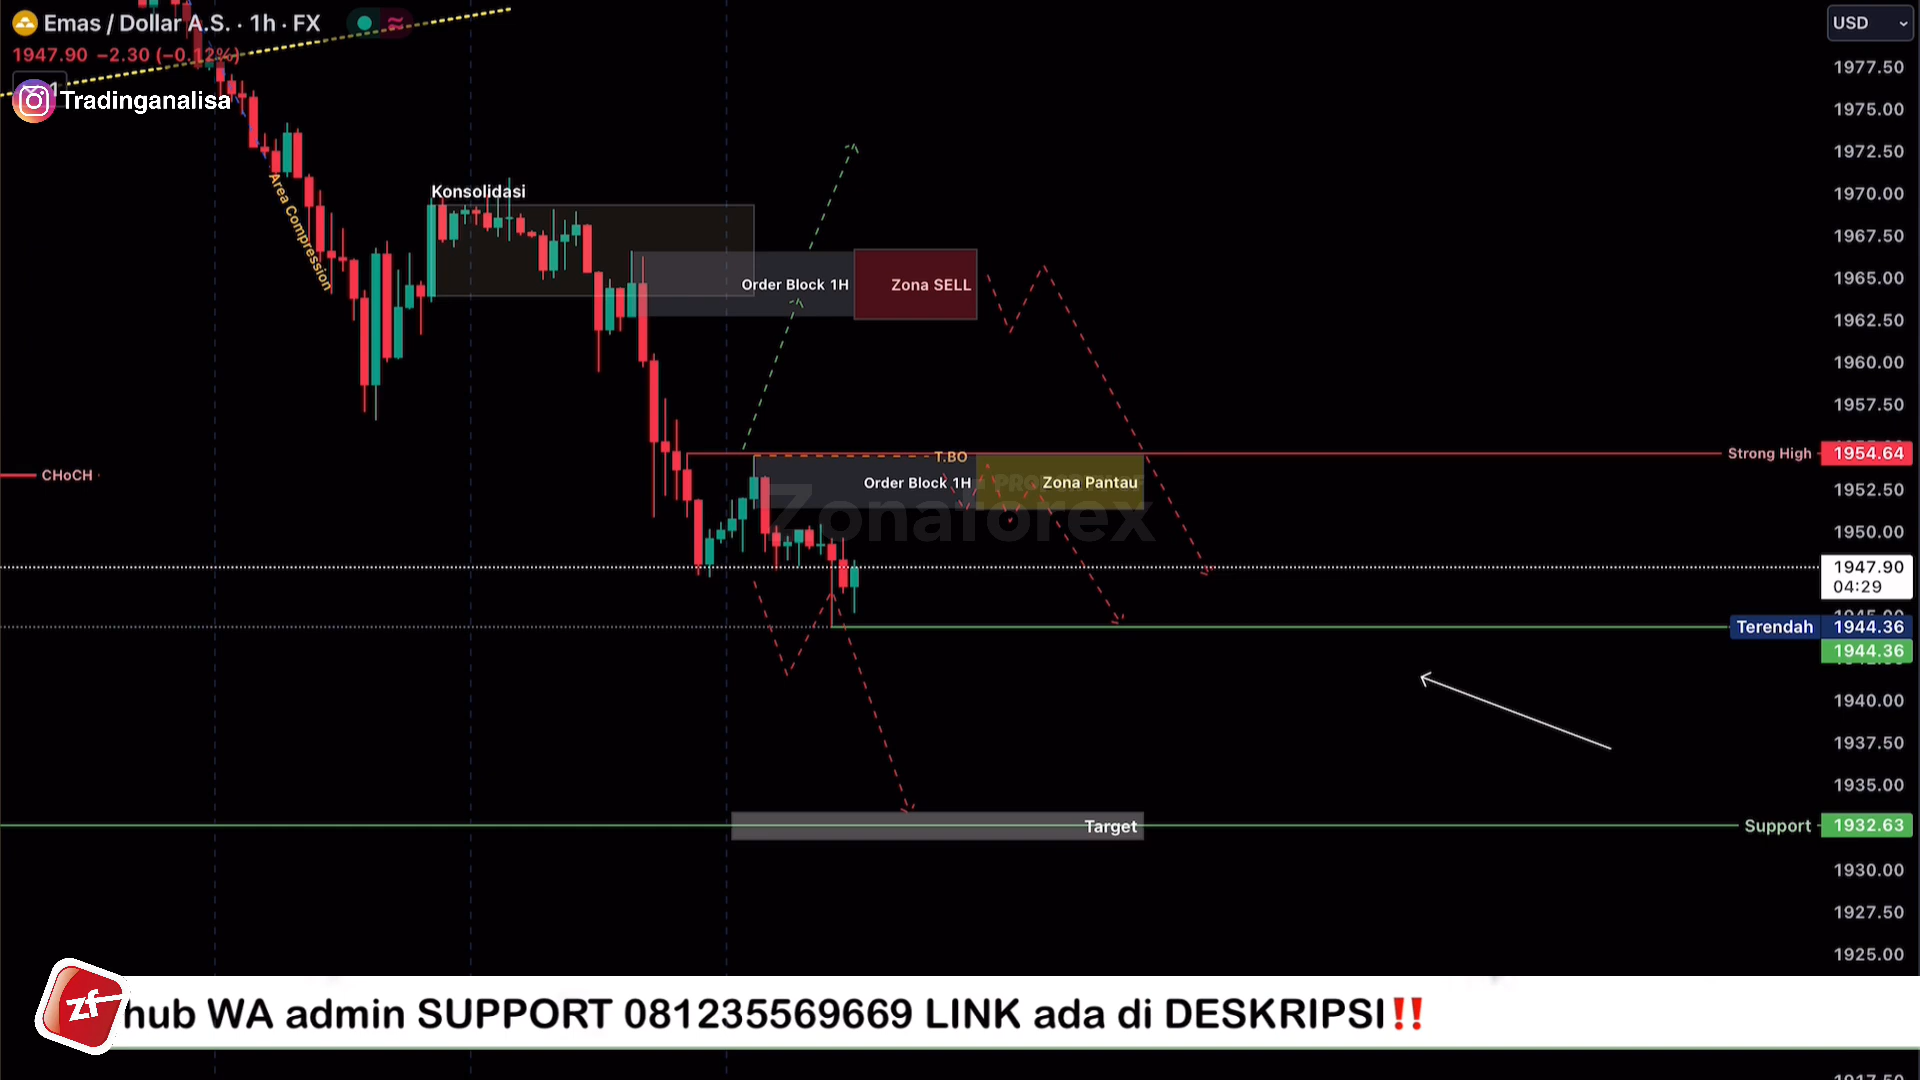 Emas / Dollar A.S. · 1h · FX
USD
1947.90 −2.30 (−0.12%)
Tradinganalisa
Area Compression
Konsolidasi
Order Block 1H
Zona SELL
CHoCH
T.BO
Order Block 1H
Zona Pantau
Zonaforex
Strong High
1954.64
1977.50
1975.00
1972.50
1970.00
1967.50
1965.00
1962.50
1960.00
1957.50
1952.50
1950.00
1947.90
04:29
1945.00
Terendah
1944.36
1944.36
1940.00
1937.50
1935.00
Target
Support
1932.63
1930.00
1927.50
1925.00
zf
hub WA admin SUPPORT 081235569669 LINK ada di DESKRIPSI‼️